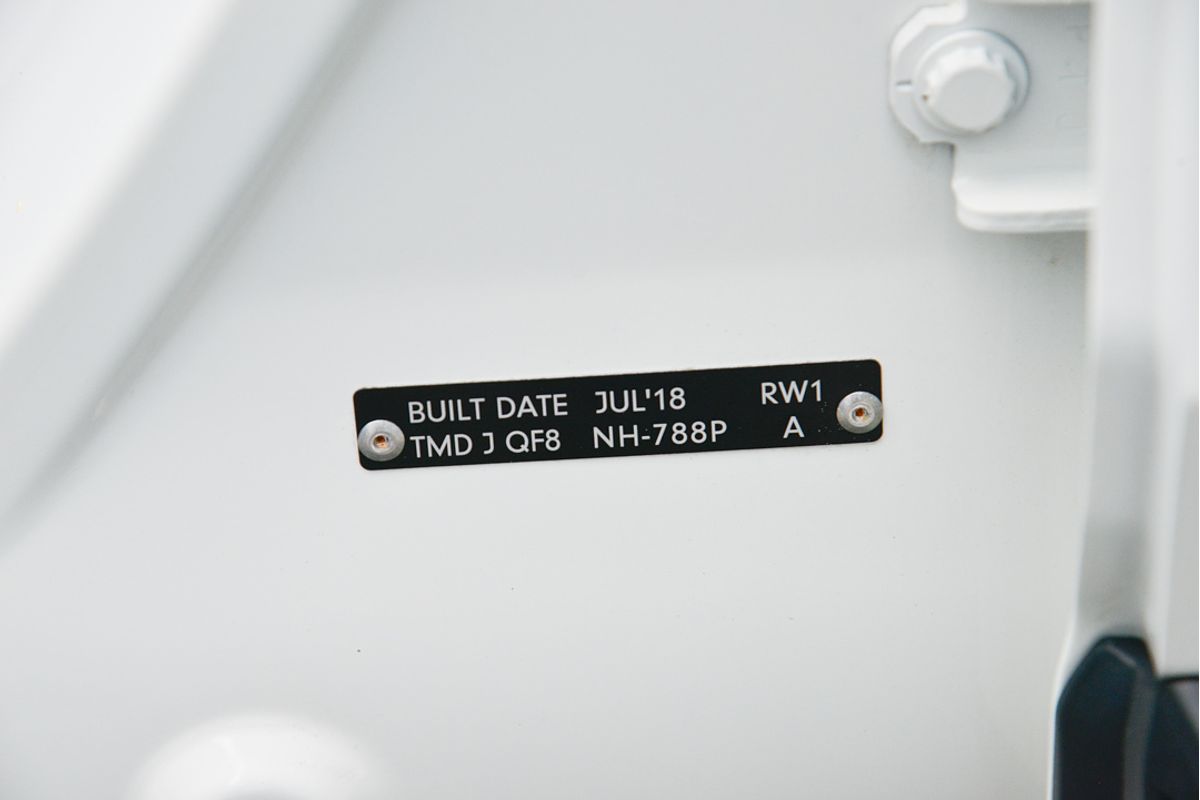 BUILT DATE JUL'18 RW1
TMD J QF8 NH-788P A